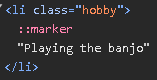 <li class="hobby">
::marker
"Playing the banjo"
</li>